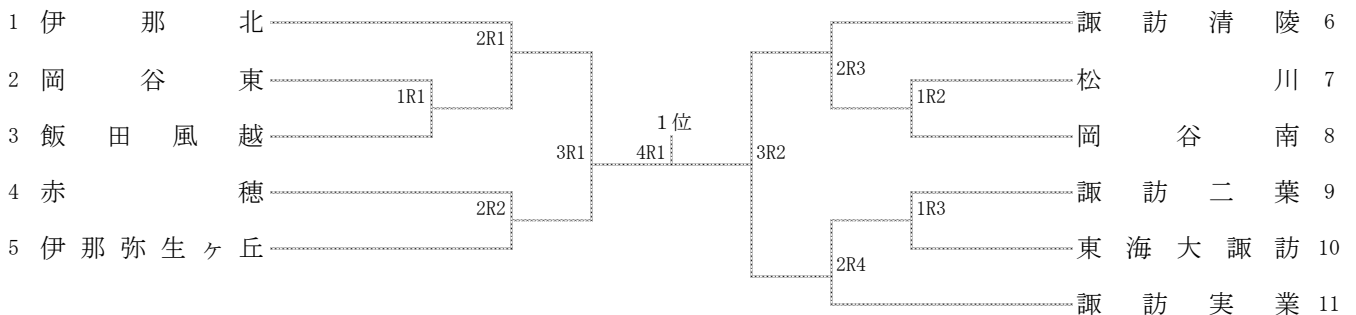 1 伊那北
2R1
2 岡谷東
1R1
3 飯田風越
3R1
4 赤穂
2R2
5 伊那弥生ヶ丘
1位
4R1
諏訪清陵 6
2R3
松川 7
1R2
岡谷南 8
3R2
諏訪二葉 9
1R3
東海大諏訪 10
2R4
諏訪実業 11